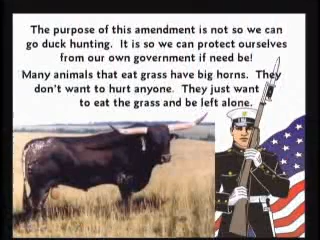 The purpose of this amendment is not so we can
go duck hunting.  It is so we can protect ourselves
from our own government if need be!
Many animals that eat grass have big horns.  They
don't want to hurt anyone.  They just want
to eat the grass and be left alone.